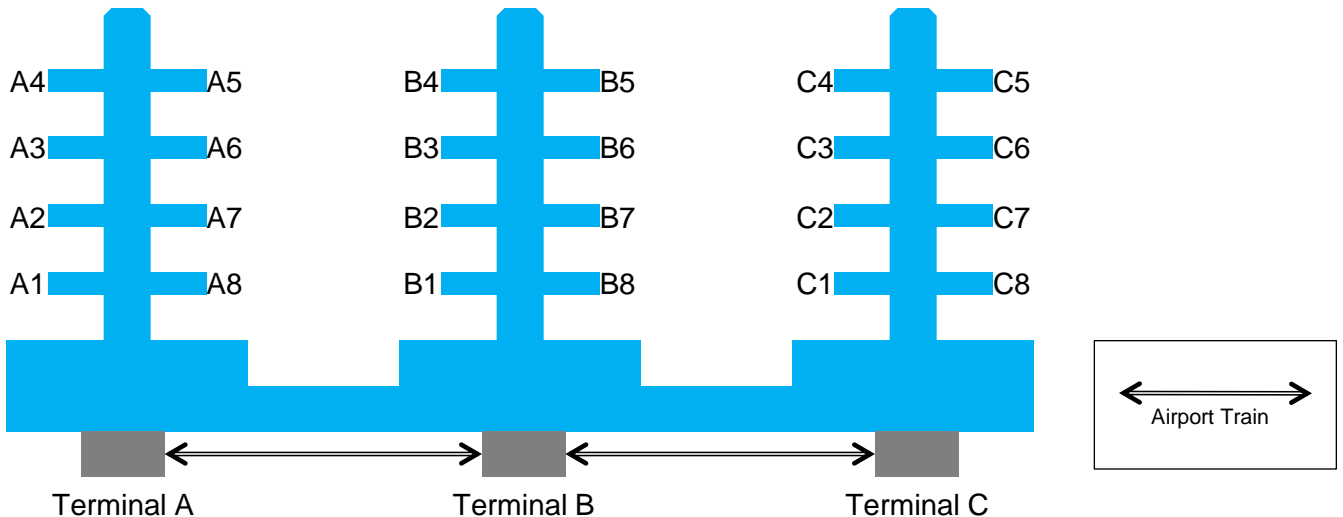 A4 A5 B4 B5 C4 C5
A3 A6 B3 B6 C3 C6
A2 A7 B2 B7 C2 C7
A1 A8 B1 B8 C1 C8
Airport Train
Terminal A Terminal B Terminal C